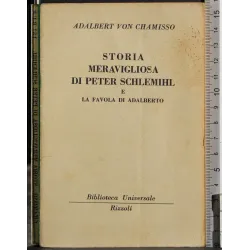 ADALBERT VON CHAMISSO
STORIA
MERAVIGLIOSA
DI PETER SCHLEMIHL
E
LA FAVOLA DI ADALBERTO
Biblioteca Universale
Rizzoli